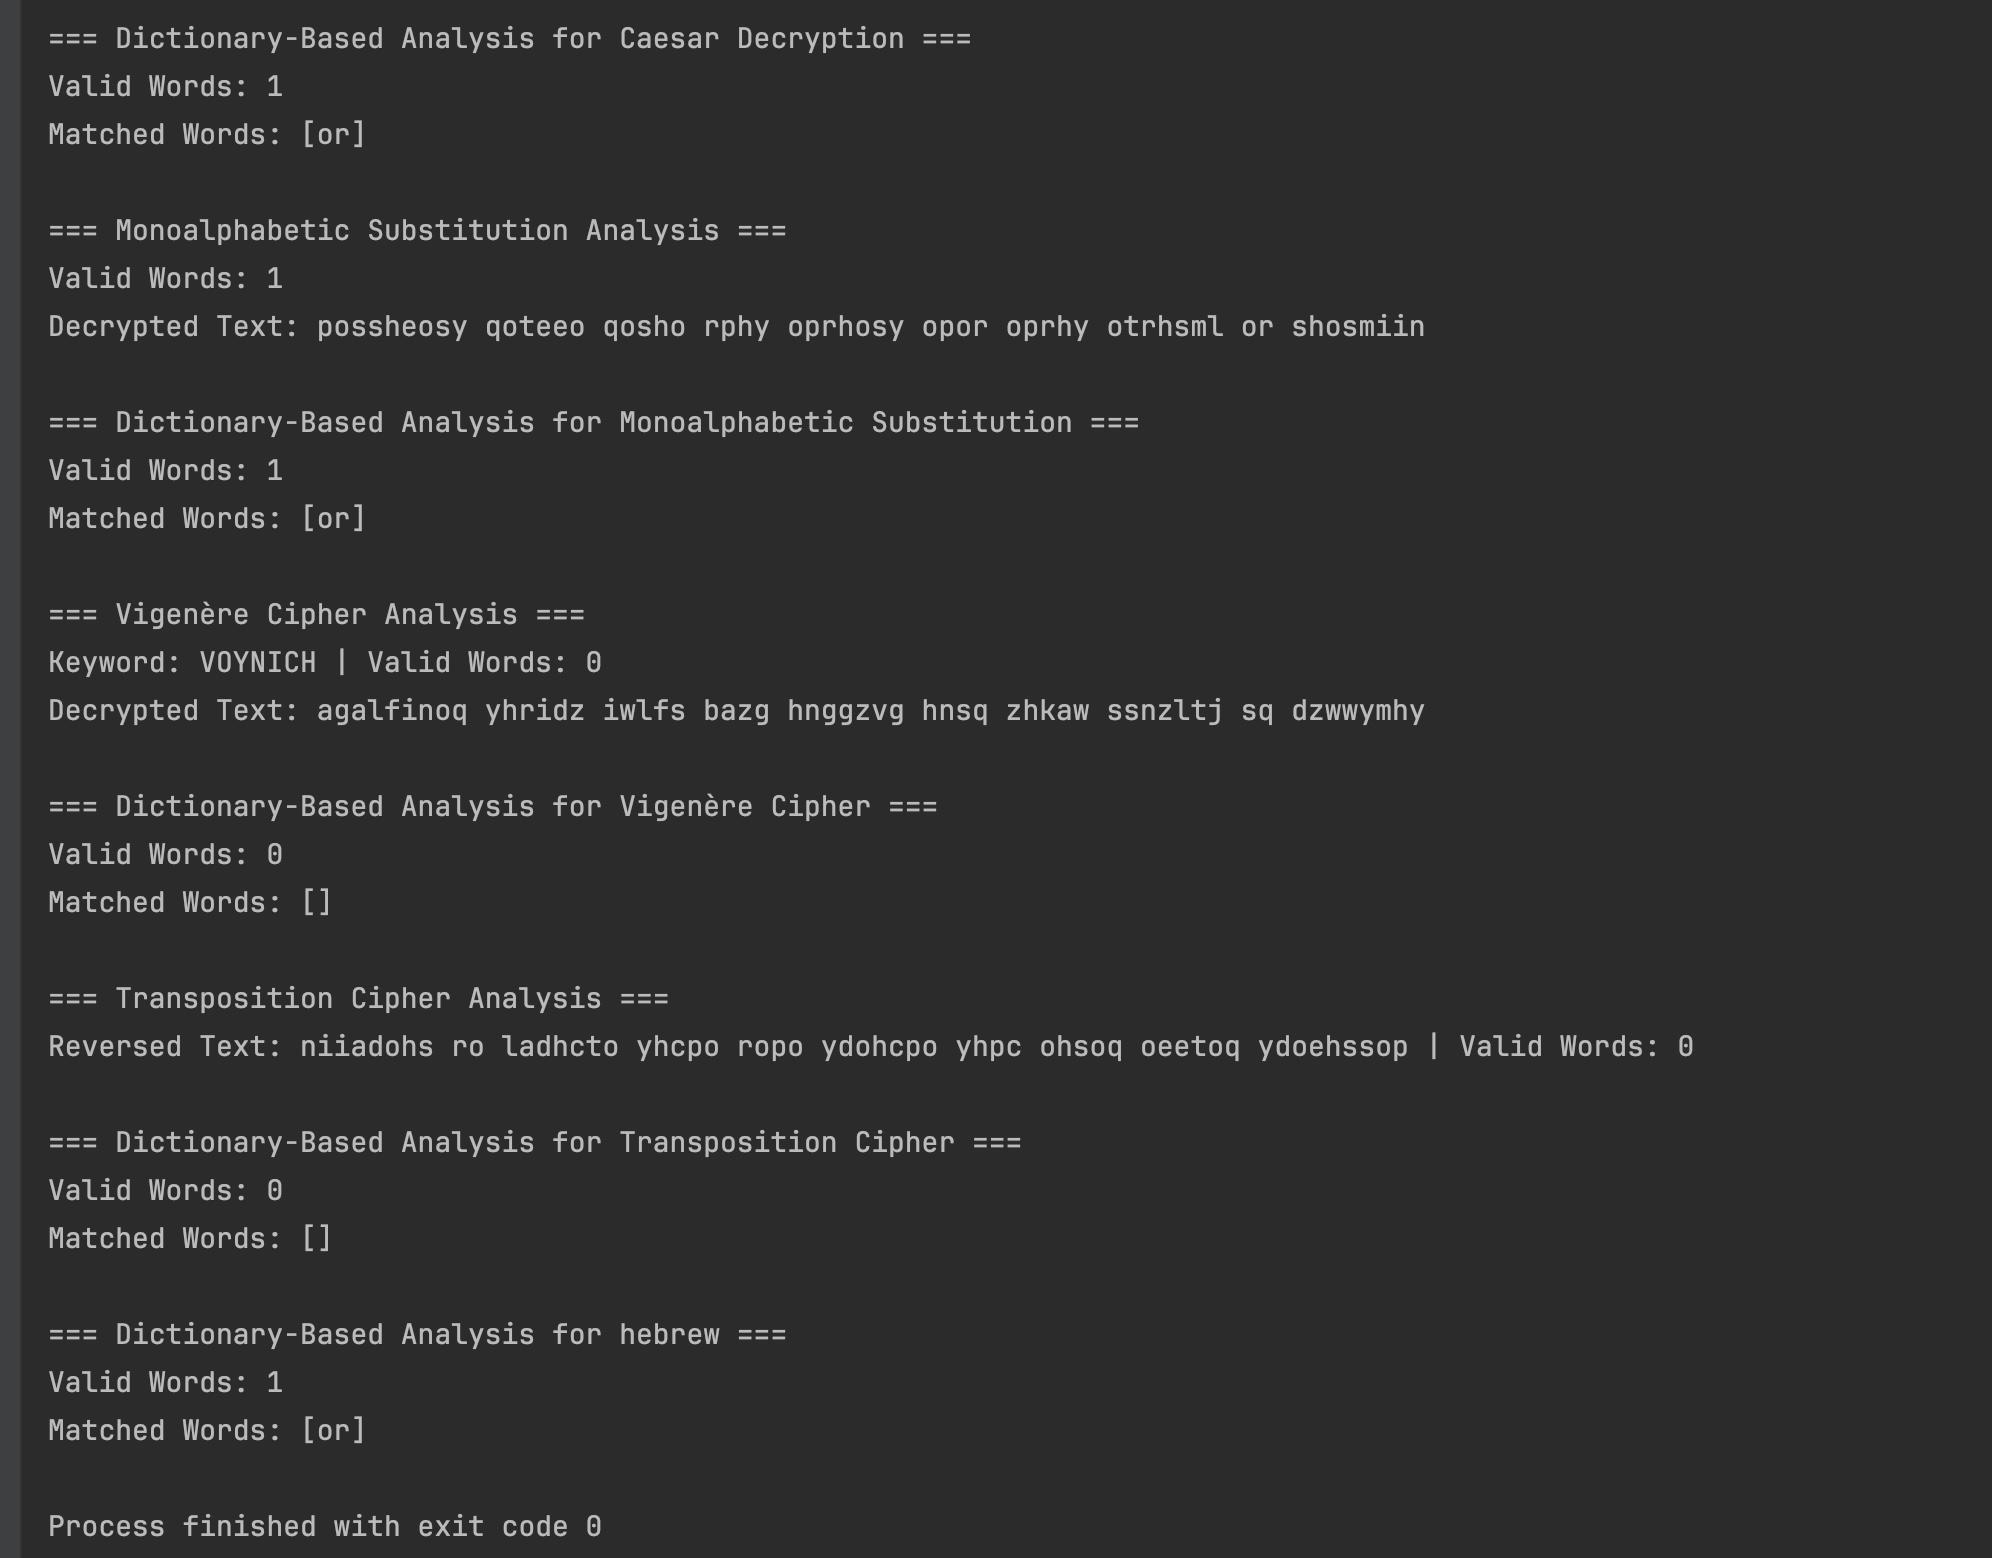 === Dictionary-Based Analysis for Caesar Decryption ===
Valid Words: 1
Matched Words: [or]
=== Monoalphabetic Substitution Analysis ===
Valid Words: 1
Decrypted Text: possheosy qoteeo qosho rphy oprhosy opor oprhy otrhsml or shosmiin
=== Dictionary-Based Analysis for Monoalphabetic Substitution ===
Valid Words: 1
Matched Words: [or]
=== Vigenère Cipher Analysis ===
Keyword: VOYNICH | Valid Words: 0
Decrypted Text: agalfinoq yhridz iwlfs bazg hnggzvg hnsq zhkaw ssnzltj sq dzwwymhy
=== Dictionary-Based Analysis for Vigenère Cipher ===
Valid Words: 0
Matched Words: []
=== Transposition Cipher Analysis ===
Reversed Text: niiadohs ro ladhcto yhcpo ropo ydohcpo yhpc ohsoq oeetoq ydoehssop | Valid Words: 0
=== Dictionary-Based Analysis for Transposition Cipher ===
Valid Words: 0
Matched Words: []
=== Dictionary-Based Analysis for hebrew ===
Valid Words: 1
Matched Words: [or]
Process finished with exit code 0